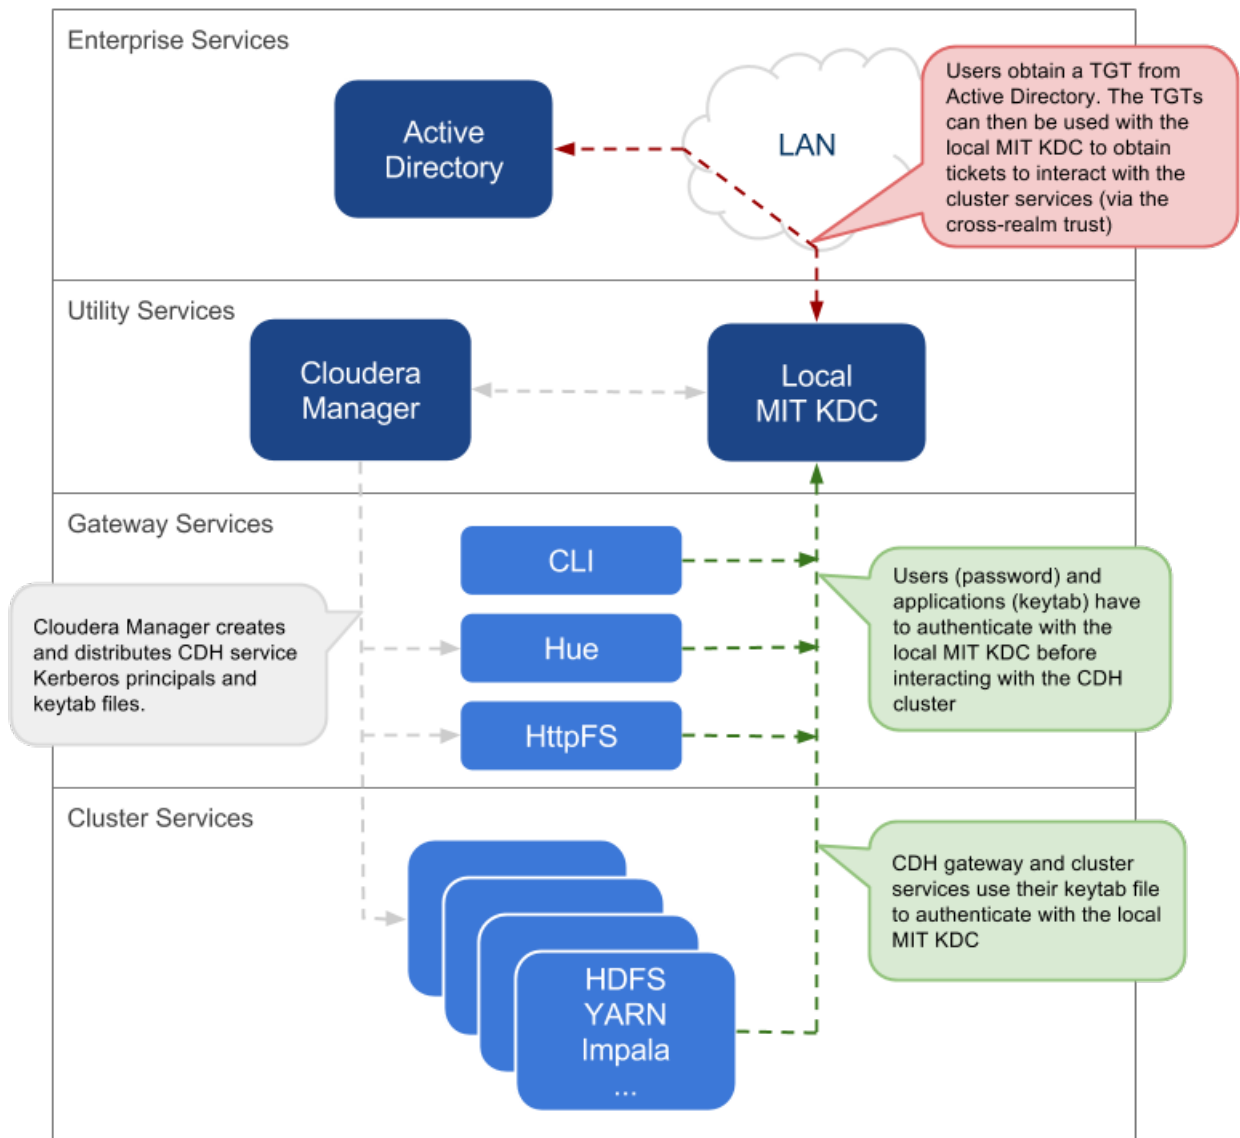 Enterprise Services
Active
Directory
LAN
Users obtain a TGT from
Active Directory. The TGTs
can then be used with the
local MIT KDC to obtain
tickets to interact with the
cluster services (via the
cross-realm trust)
Utility Services
Cloudera
Manager
Local
MIT KDC
Gateway Services
CLI
Hue
HttpFS
Cloudera Manager creates
and distributes CDH service
Kerberos principals and
keytab files.
Users (password) and
applications (keytab) have
to authenticate with the
local MIT KDC before
interacting with the CDH
cluster
Cluster Services
HDFS
YARN
Impala
...
CDH gateway and cluster
services use their keytab file
to authenticate with the local
MIT KDC